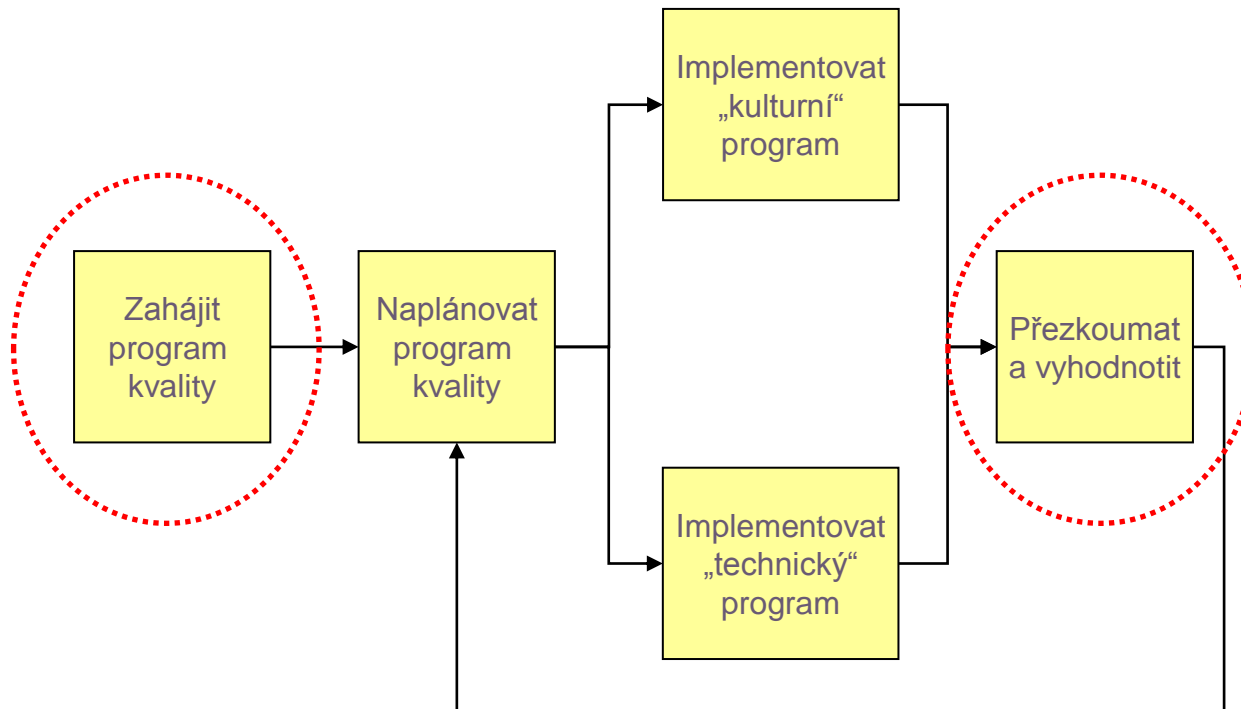 Zahájit
program
kvality
Naplánovat
program
kvality
Implementovat
„kulturní“
program
Implementovat
„technický“
program
Přezkoumat
a vyhodnotit